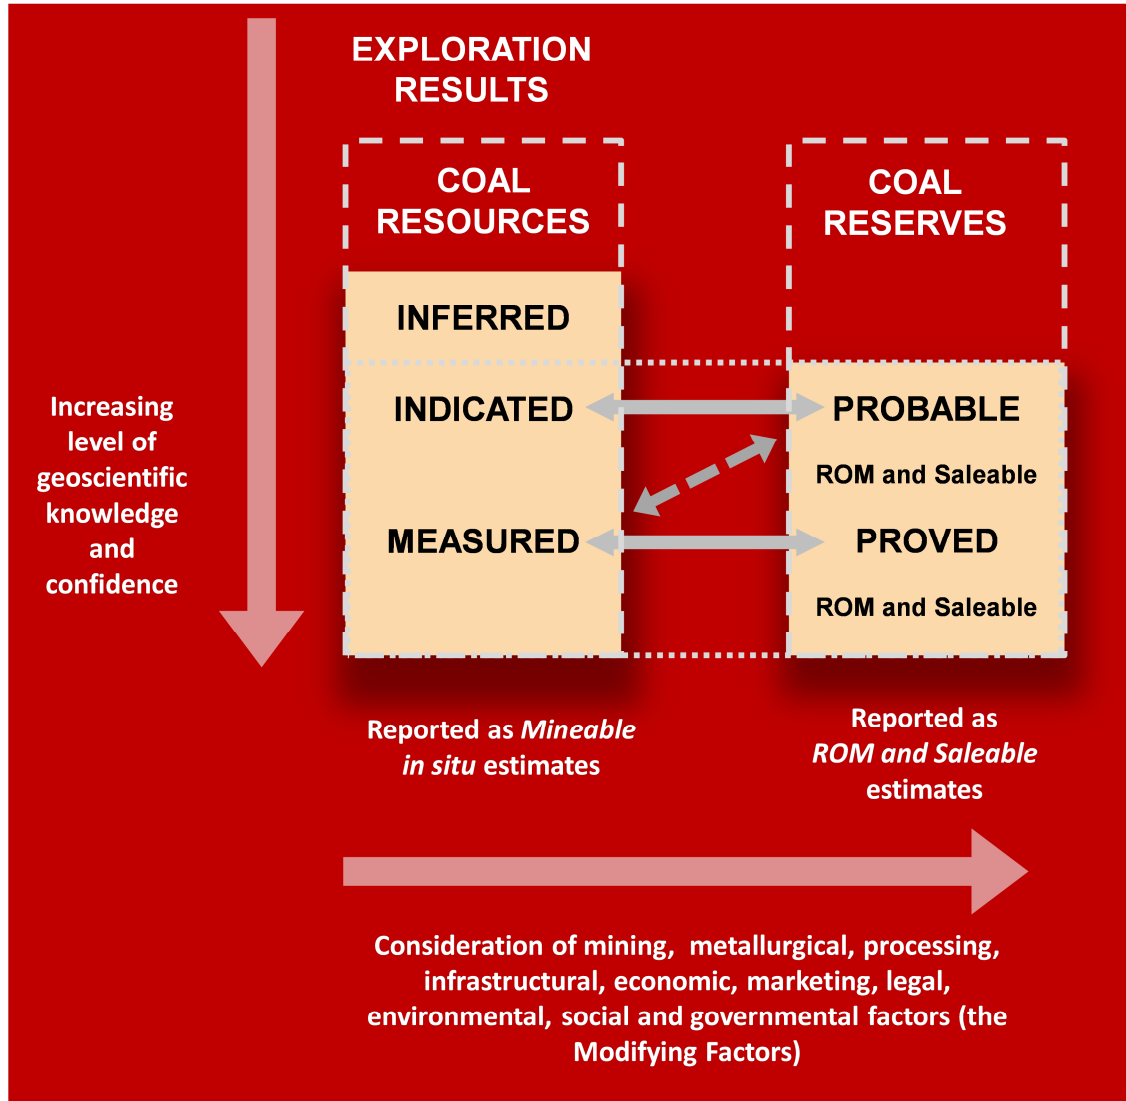 EXPLORATION
RESULTS
COAL
RESOURCES
COAL
RESERVES
INFERRED
INDICATED
PROBABLE
ROM and Saleable
MEASURED
PROVED
ROM and Saleable
Increasing
level of
geoscientific
knowledge
and
confidence
Reported as Mineable
in situ estimates
Reported as
ROM and Saleable
estimates
Consideration of mining, metallurgical, processing,
infrastructural, economic, marketing, legal,
environmental, social and governmental factors (the
Modifying Factors)